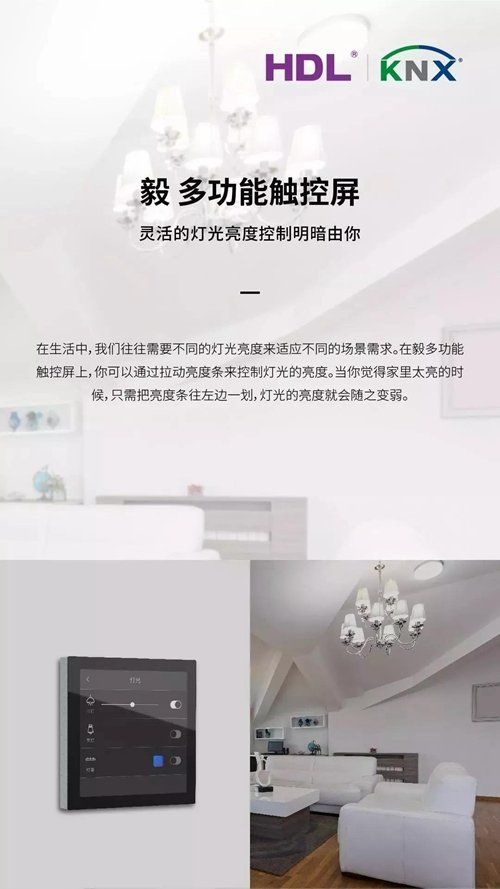 HDL® KNX®
毅 多功能触控屏
灵活的灯光亮度控制明暗由你
在生活中，我们往往需要不同的灯光亮度来适应不同的场景需求。在毅多功能
触控屏上，你可以通过拉动亮度条来控制灯光的亮度。当你觉得家里太亮的时
候，只需把亮度条往左边一划，灯光的亮度就会随之变弱。
灯光